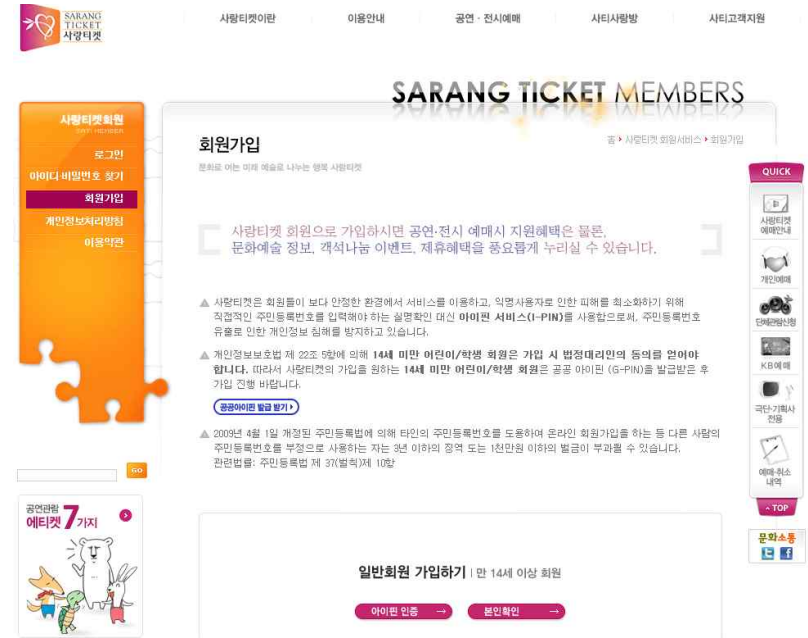 SARANG
TICKET
사랑티켓
사랑티켓이란
이용안내
공연 · 전시예매
사티사랑방
사티고객지원
SARANG TICKET MEMBERS
사랑티켓회원
로그인
아이디·비밀번호 찾기
회원가입
개인정보처리방침
이용약관
회원가입
홈 사랑티켓 회원서비스 회원가입
문화로 여는 미래 예술로 나누는 행복 사랑티켓
사랑티켓 회원으로 가입하시면 공연·전시 예매시 지원혜택은 물론,
문화예술 정보, 객석나눔 이벤트, 제휴혜택을 풍요롭게 누리실 수 있습니다.
사랑티켓은 회원들이 보다 안정한 환경에서 서비스를 이용하고, 익명사용자로 인한 피해를 최소화하기 위해
직접적인 주민등록번호를 입력해야 하는 실명확인 대신 아이핀 서비스(I-PIN)를 사용함으로써, 주민등록번호
유출로 인한 개인정보 침해를 방지하고 있습니다.
개인정보보호법 제 22조 5항에 의해 14세 미만 어린이/학생 회원은 가입 시 법정대리인의 동의를 얻어야
합니다. 따라서 사랑티켓의 가입을 원하는 14세 미만 어린이/학생 회원은 공공 아이핀 (G-PIN)을 발급받은 후
가입 진행 바랍니다.
공공아이핀 발급 받기
2009년 4월 1일 개정된 주민등록법에 의해 타인의 주민등록번호를 도용하여 온라인 회원가입을 하는 등 다른 사람의
주민등록번호를 부정으로 사용하는 자는 3년 이하의 징역 또는 1천만원 이하의 벌금이 부과될 수 있습니다.
관련법률: 주민등록법 제 37(벌칙)제 10항
GO
공연관람
에티켓 7가지
일반회원 가입하기 | 만 14세 이상 회원
아이핀 인증 →
본인확인 →
QUICK
사랑티켓
예매안내
개인예매
단체관람신청
KB예매
극단·기획사
전용
예매·취소
내역
TOP
문화소통